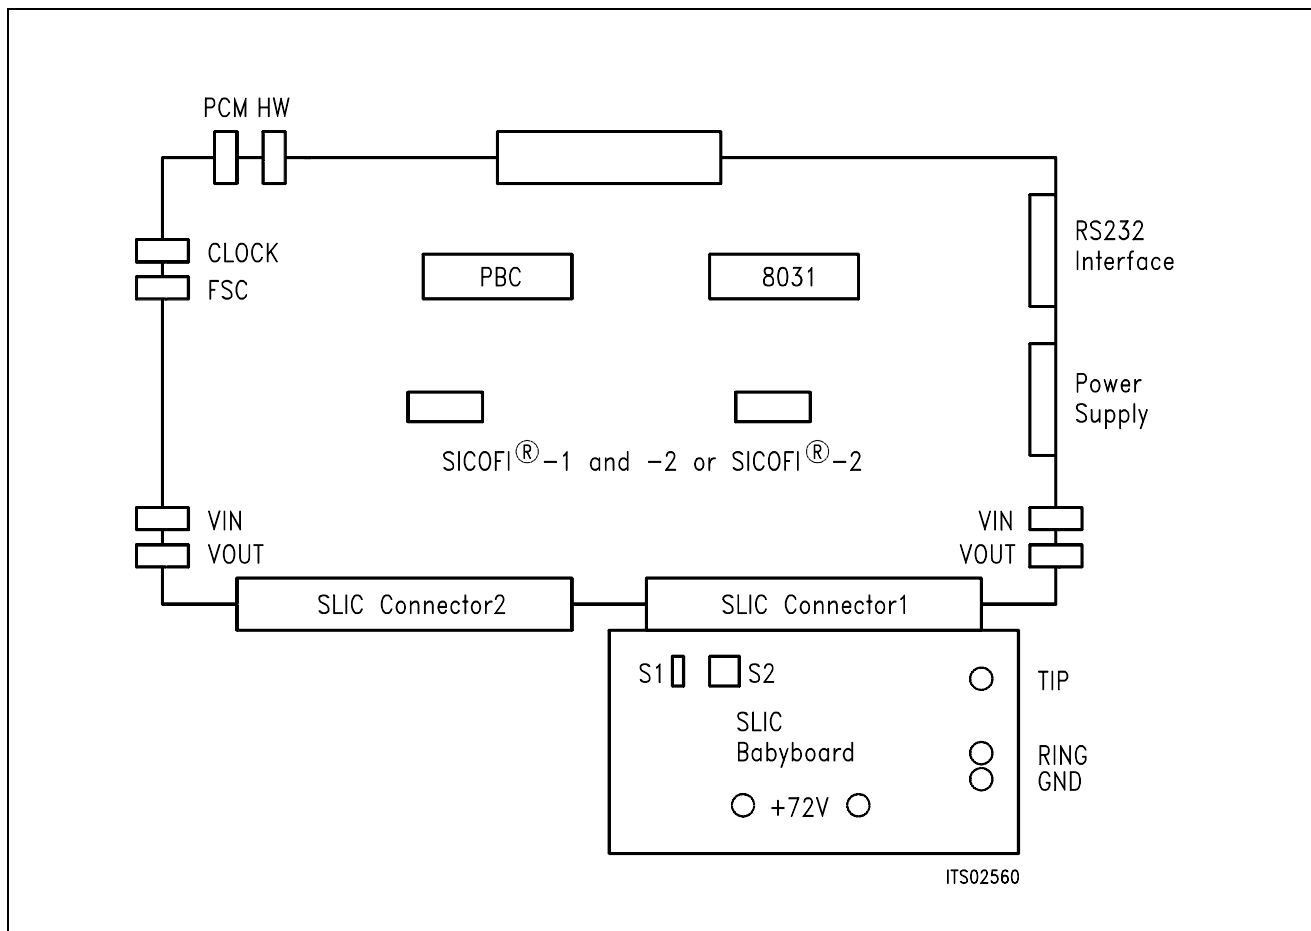 PCM HW
CLOCK
FSC
PBC
8031
RS232
Interface
Power
Supply
SICOFI®-1 and -2 or SICOFI®-2
VIN
VOUT
VIN
VOUT
SLIC Connector2
SLIC Connector1
S1
S2
TIP
SLIC
Babyboard
RING
GND
+72V
ITS02560